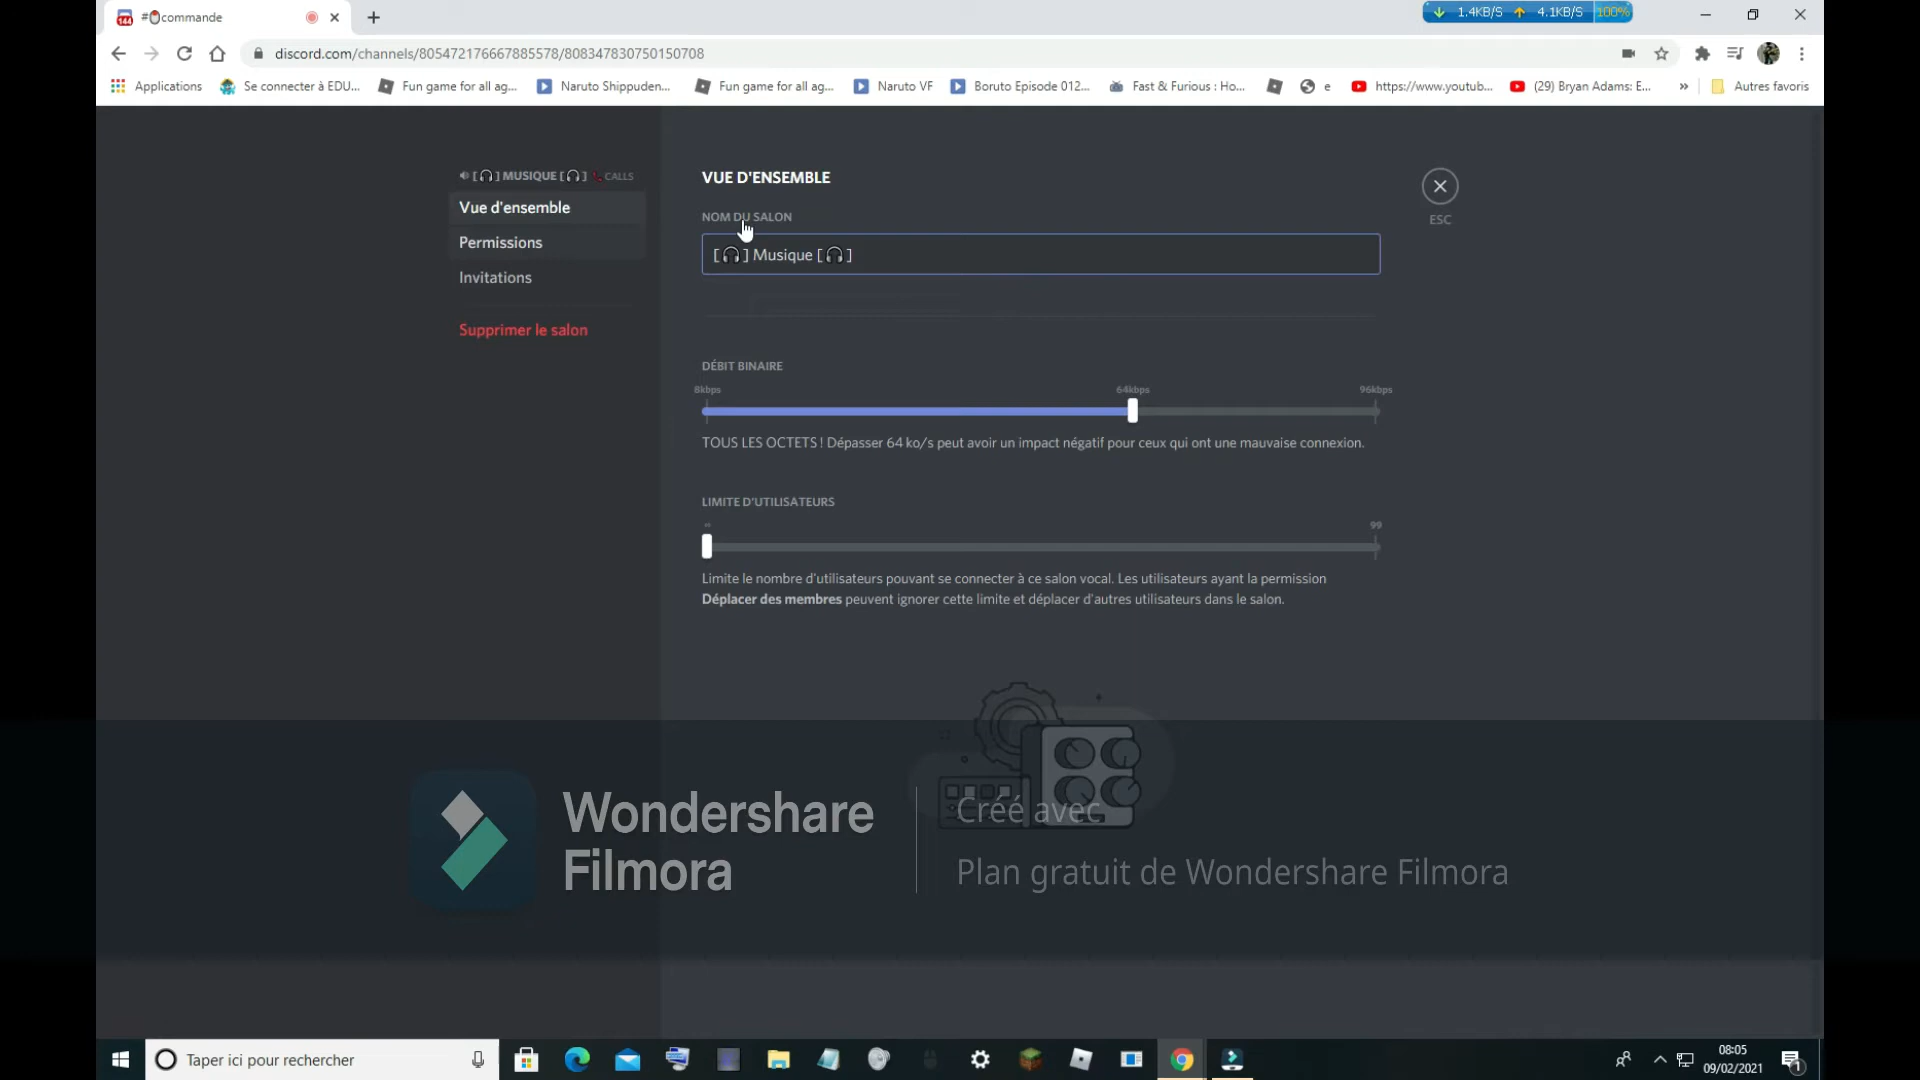 #commande
1.4KB/S 4.1KB/S 100%
discord.com/channels/805472176667885578/808347830750150708
Applications Se connecter à EDU... Fun game for all ag... Naruto Shippuden... Fun game for all ag... Naruto VF Boruto Episode 012... Fast & Furious : Ho... e https://www.youtub... (29) Bryan Adams: E... » Autres favoris
[🎧] MUSIQUE [🎧] CALLS
Vue d'ensemble
Permissions
Invitations
Supprimer le salon
VUE D'ENSEMBLE
NOM DU SALON
[🎧] Musique [🎧]
ESC
DÉBIT BINAIRE
8kbps 64kbps 96kbps
TOUS LES OCTETS ! Dépasser 64 ko/s peut avoir un impact négatif pour ceux qui ont une mauvaise connexion.
LIMITE D'UTILISATEURS
∞ 99
Limite le nombre d'utilisateurs pouvant se connecter à ce salon vocal. Les utilisateurs ayant la permission
Déplacer des membres peuvent ignorer cette limite et déplacer d'autres utilisateurs dans le salon.
Wondershare
Filmora
Créé avec
Plan gratuit de Wondershare Filmora
Taper ici pour rechercher
08:05
09/02/2021
1